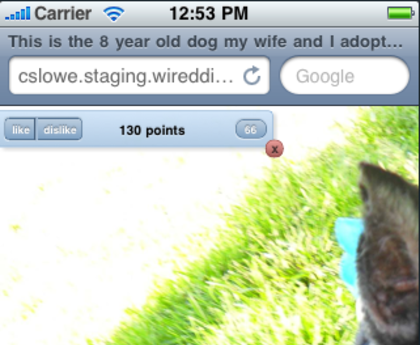 Carrier 12:53 PM
This is the 8 year old dog my wife and I adopt...
cslowe.staging.wireddi... Google
like dislike 130 points 66
x